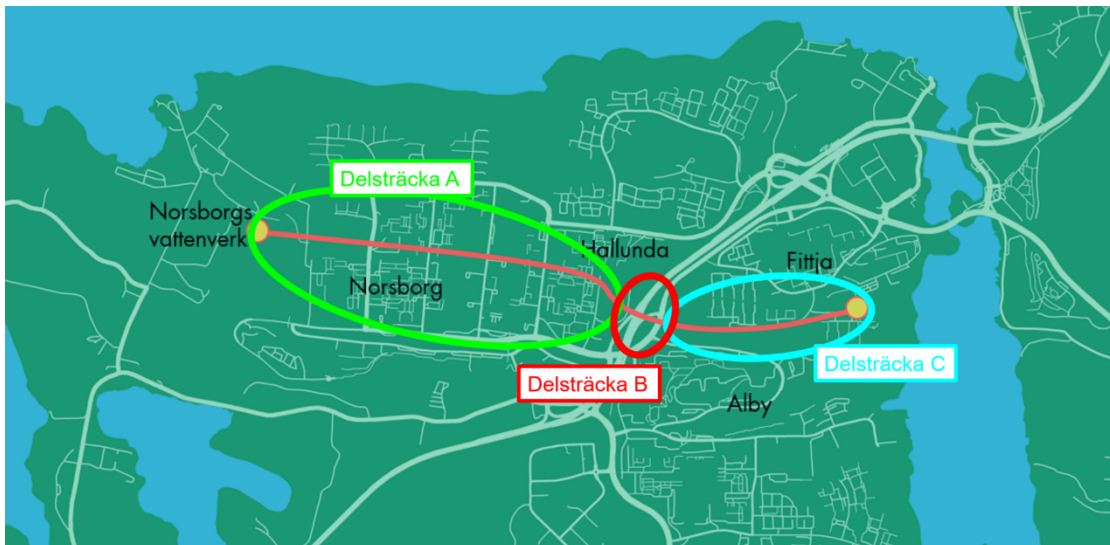 Delsträcka A
Norsborgs
vattenverk
Hallunda
Fittja
Norsborg
Delsträcka C
Delsträcka B
Alby